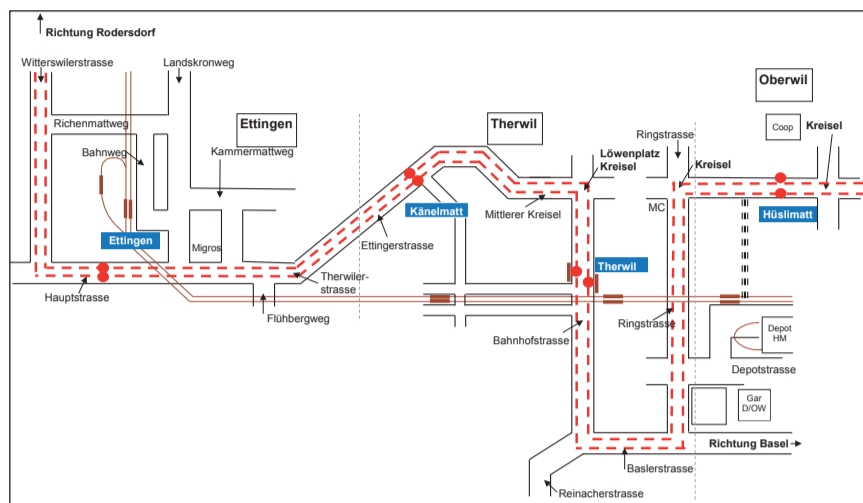 Richtung Rodersdorf
Witterswilerstrasse
Landskronweg
Oberwil
Richenmattweg
Ettingen
Therwil
Coop
Ringstrasse
Kreisel
Bahnweg
Kammermattweg
Löwenplatz
Kreisel
Kreisel
Känelmatt
Mittlerer Kreisel
MC
Hüslimatt
Ettingen
Migros
Ettingerstrasse
Therwil
Hauptstrasse
Therwiler-
strasse
Flühbergweg
Bahnhofstrasse
Ringstrasse
Depot
HM
Depotstrasse
Gar
D/OW
Richtung Basel
Baslerstrasse
Reinacherstrasse